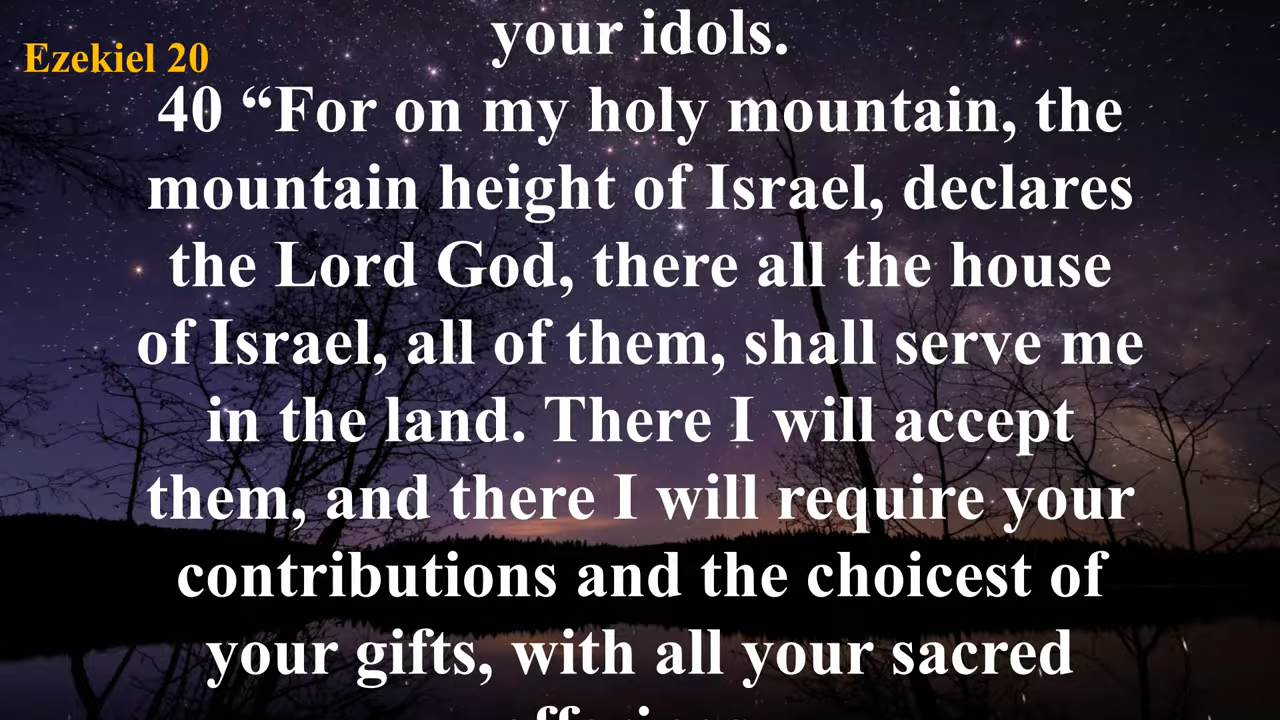 your idols.
Ezekiel 20
40 “For on my holy mountain, the
mountain height of Israel, declares
the Lord God, there all the house
of Israel, all of them, shall serve me
in the land. There I will accept
them, and there I will require your
contributions and the choicest of
your gifts, with all your sacred